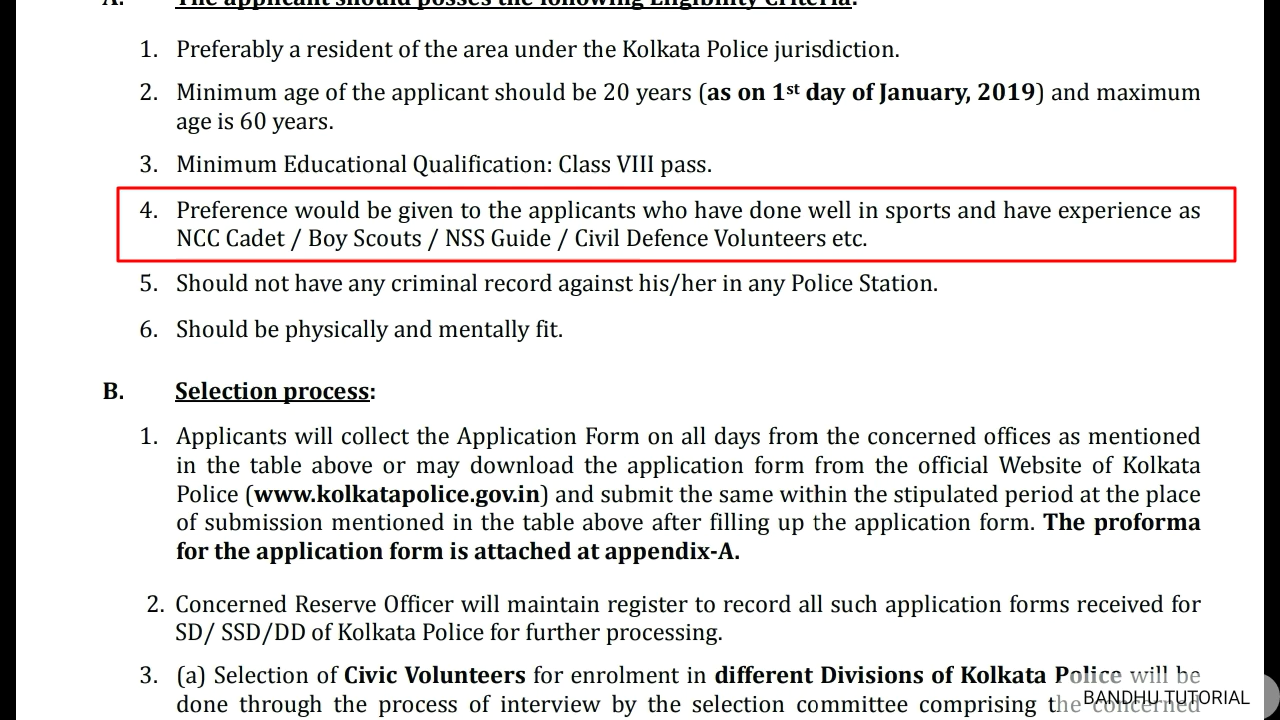 A. The applicant should posses the following Eligibility Criteria:
1. Preferably a resident of the area under the Kolkata Police jurisdiction.
2. Minimum age of the applicant should be 20 years (as on 1st day of January, 2019) and maximum
age is 60 years.
3. Minimum Educational Qualification: Class VIII pass.
4. Preference would be given to the applicants who have done well in sports and have experience as
NCC Cadet / Boy Scouts / NSS Guide / Civil Defence Volunteers etc.
5. Should not have any criminal record against his/her in any Police Station.
6. Should be physically and mentally fit.
B. Selection process:
1. Applicants will collect the Application Form on all days from the concerned offices as mentioned
in the table above or may download the application form from the official Website of Kolkata
Police (www.kolkatapolice.gov.in) and submit the same within the stipulated period at the place
of submission mentioned in the table above after filling up the application form. The proforma
for the application form is attached at appendix-A.
2. Concerned Reserve Officer will maintain register to record all such application forms received for
SD/ SSD/DD of Kolkata Police for further processing.
3. (a) Selection of Civic Volunteers for enrolment in different Divisions of Kolkata Police will be
done through the process of interview by the selection committee comprising the concerned
BANDHU TUTORIAL